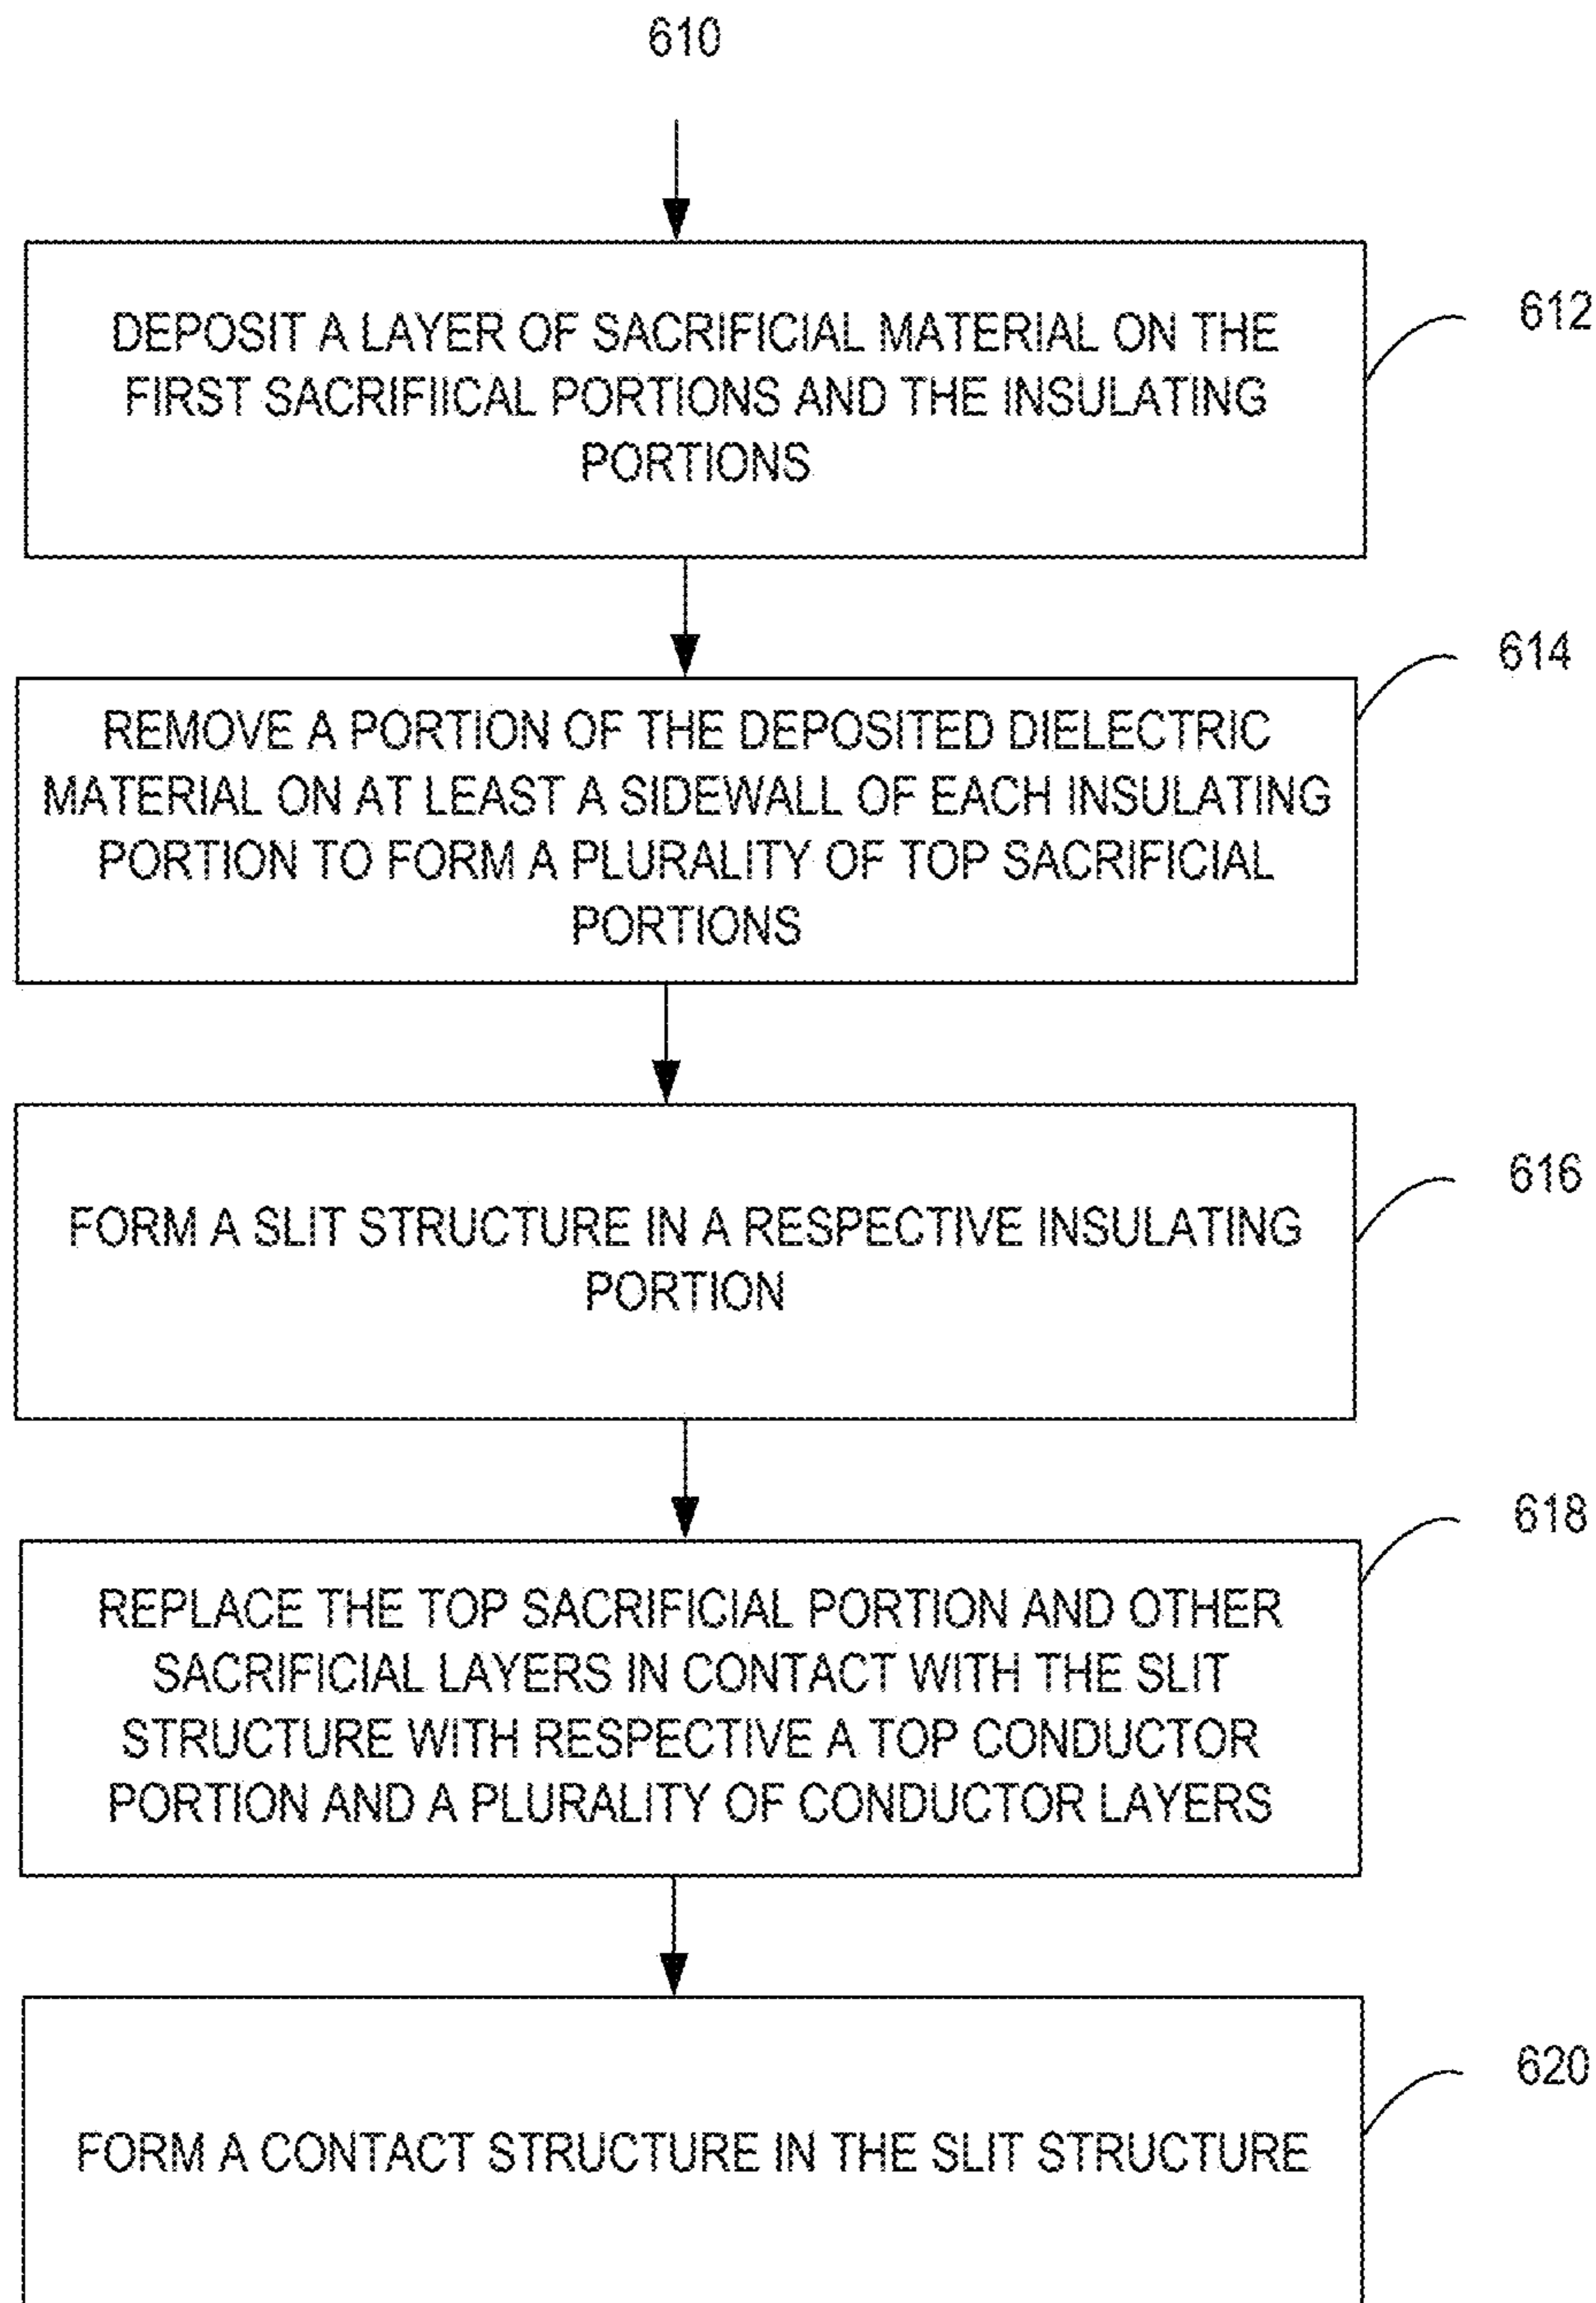 610
DEPOSIT A LAYER OF SACRIFICIAL MATERIAL ON THE
FIRST SACRIFIICAL PORTIONS AND THE INSULATING
PORTIONS
612
REMOVE A PORTION OF THE DEPOSITED DIELECTRIC
MATERIAL ON AT LEAST A SIDEWALL OF EACH INSULATING
PORTION TO FORM A PLURALITY OF TOP SACRIFICIAL
PORTIONS
614
FORM A SLIT STRUCTURE IN A RESPECTIVE INSULATING
PORTION
616
REPLACE THE TOP SACRIFICIAL PORTION AND OTHER
SACRIFICIAL LAYERS IN CONTACT WITH THE SLIT
STRUCTURE WITH RESPECTIVE A TOP CONDUCTOR
PORTION AND A PLURALITY OF CONDUCTOR LAYERS
618
FORM A CONTACT STRUCTURE IN THE SLIT STRUCTURE
620